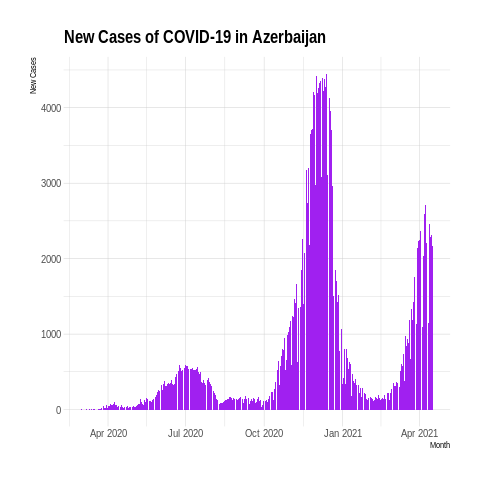 New Cases of COVID-19 in Azerbaijan
New Cases
4000
3000
2000
1000
0
Apr 2020 Jul 2020 Oct 2020 Jan 2021 Apr 2021
Month